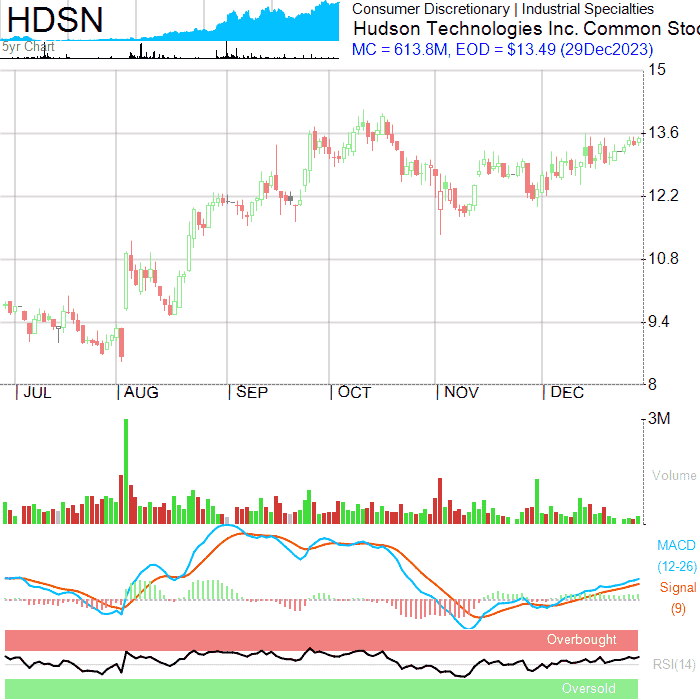 HDSN
5yr Chart
Consumer Discretionary | Industrial Specialties
Hudson Technologies Inc. Common Stoc
MC = 613.8M, EOD = $13.49 (29Dec2023)
15
13.6
12.2
10.8
9.4
8
JUL AUG SEP OCT NOV DEC
3M
Volume
MACD
(12-26)
Signal
(9)
Overbought
RSI(14)
Oversold